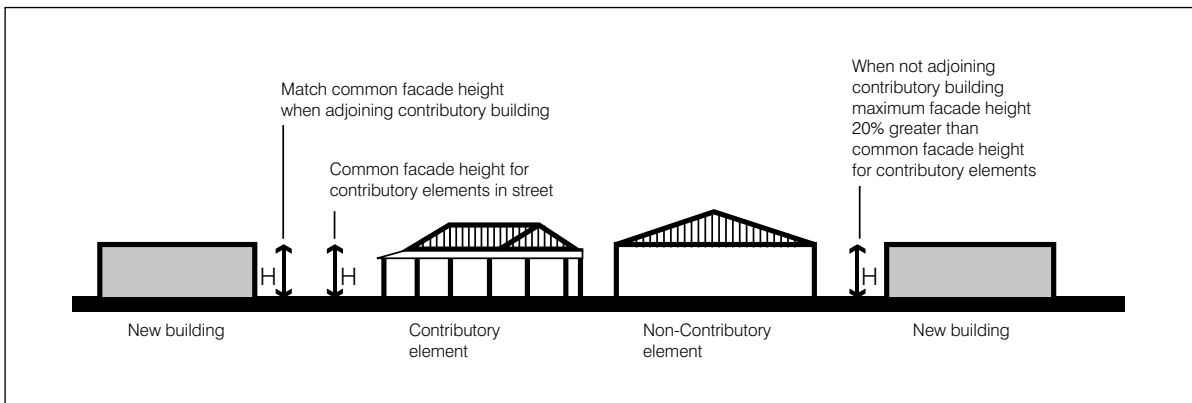 Match common facade height
when adjoining contributory building
Common facade height for
contributory elements in street
When not adjoining
contributory building
maximum facade height
20% greater than
common facade height
for contributory elements
H
H
H
New building
Contributory
element
Non-Contributory
element
New building